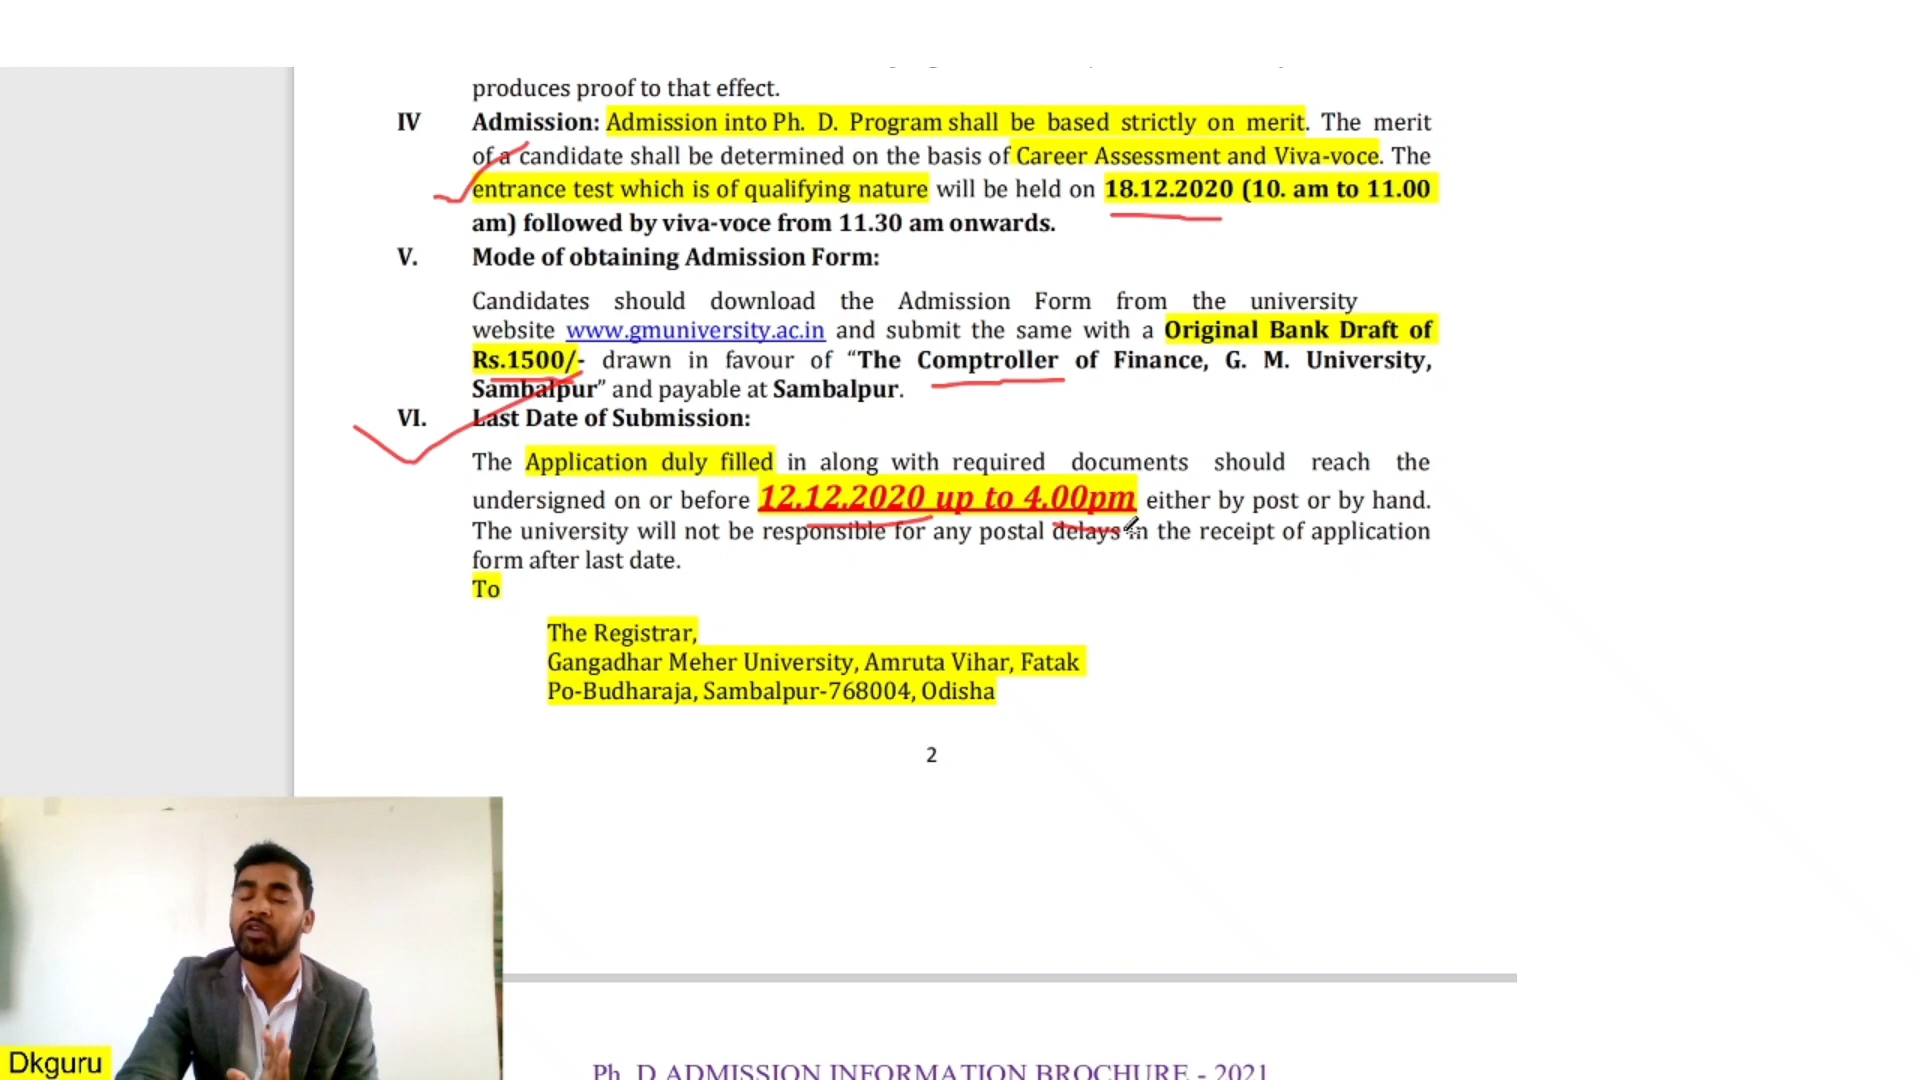 produces proof to that effect.
IV Admission: Admission into Ph. D. Program shall be based strictly on merit. The merit
of a candidate shall be determined on the basis of Career Assessment and Viva-voce. The
entrance test which is of qualifying nature will be held on 18.12.2020 (10. am to 11.00
am) followed by viva-voce from 11.30 am onwards.
V. Mode of obtaining Admission Form:
Candidates should download the Admission Form from the university
website www.gmuniversity.ac.in and submit the same with a Original Bank Draft of
Rs.1500/- drawn in favour of “The Comptroller of Finance, G. M. University,
Sambalpur” and payable at Sambalpur.
VI. Last Date of Submission:
The Application duly filled in along with required documents should reach the
undersigned on or before 12.12.2020 up to 4.00pm either by post or by hand.
The university will not be responsible for any postal delays in the receipt of application
form after last date.
To
The Registrar,
Gangadhar Meher University, Amruta Vihar, Fatak
Po-Budharaja, Sambalpur-768004, Odisha
2
Dkguru
Ph. D ADMISSION INFORMATION BROCHURE - 2021